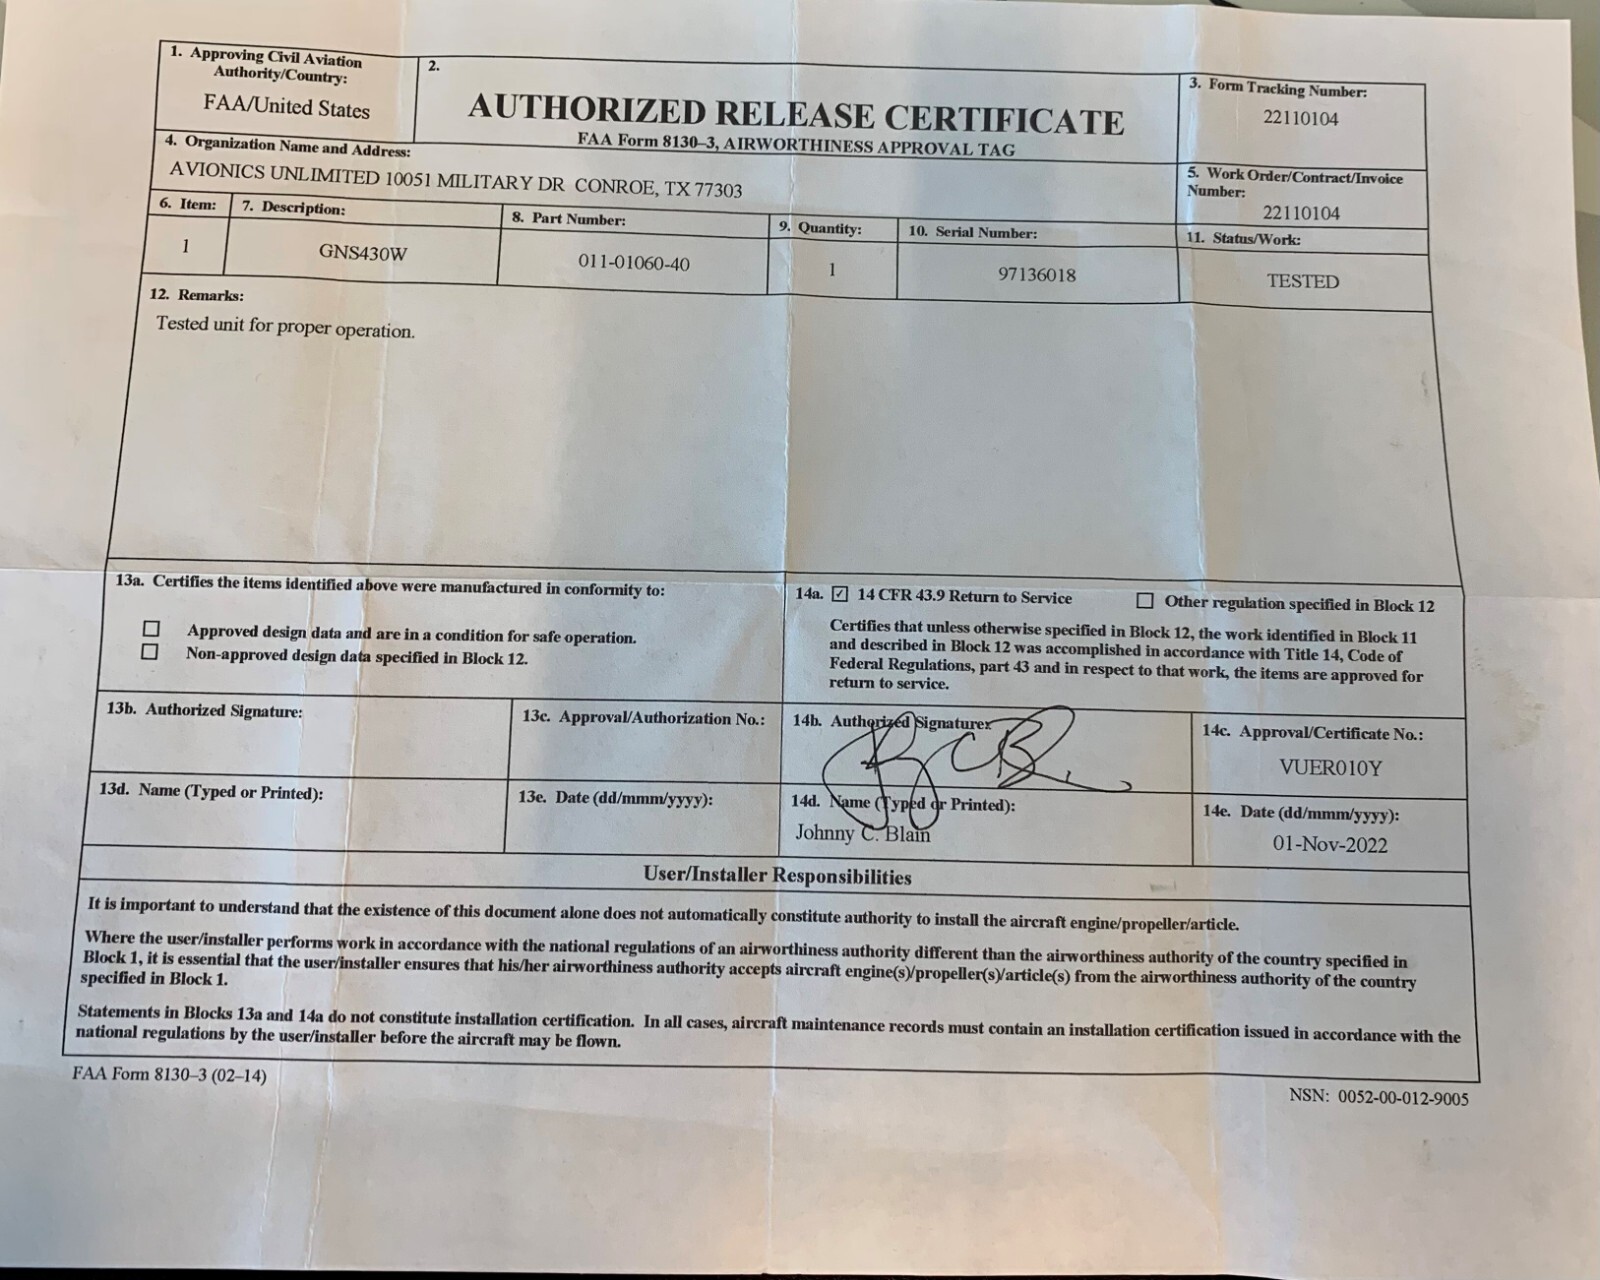 1. Approving Civil Aviation
Authority/Country:
FAA/United States
2.
AUTHORIZED RELEASE CERTIFICATE
FAA Form 8130–3, AIRWORTHINESS APPROVAL TAG
3. Form Tracking Number:
22110104
4. Organization Name and Address:
AVIONICS UNLIMITED 10051 MILITARY DR CONROE, TX 77303
5. Work Order/Contract/Invoice
Number:
22110104
6. Item:
1
7. Description:
GNS430W
8. Part Number:
011-01060-40
9. Quantity:
1
10. Serial Number:
97136018
11. Status/Work:
TESTED
12. Remarks:
Tested unit for proper operation.
13a. Certifies the items identified above were manufactured in conformity to:
☐ Approved design data and are in a condition for safe operation.
☐ Non-approved design data specified in Block 12.
14a. ☑ 14 CFR 43.9 Return to Service ☐ Other regulation specified in Block 12
Certifies that unless otherwise specified in Block 12, the work identified in Block 11
and described in Block 12 was accomplished in accordance with Title 14, Code of
Federal Regulations, part 43 and in respect to that work, the items are approved for
return to service.
13b. Authorized Signature:
13c. Approval/Authorization No.:
14b. Authorized Signature:
14c. Approval/Certificate No.:
VUER010Y
13d. Name (Typed or Printed):
13e. Date (dd/mmm/yyyy):
14d. Name (Typed or Printed):
Johnny C. Blain
14e. Date (dd/mmm/yyyy):
01-Nov-2022
User/Installer Responsibilities
It is important to understand that the existence of this document alone does not automatically constitute authority to install the aircraft engine/propeller/article.
Where the user/installer performs work in accordance with the national regulations of an airworthiness authority different than the airworthiness authority of the country specified in
Block 1, it is essential that the user/installer ensures that his/her airworthiness authority accepts aircraft engine(s)/propeller(s)/article(s) from the airworthiness authority of the country
specified in Block 1.
Statements in Blocks 13a and 14a do not constitute installation certification. In all cases, aircraft maintenance records must contain an installation certification issued in accordance with the
national regulations by the user/installer before the aircraft may be flown.
FAA Form 8130–3 (02–14)
NSN: 0052-00-012-9005